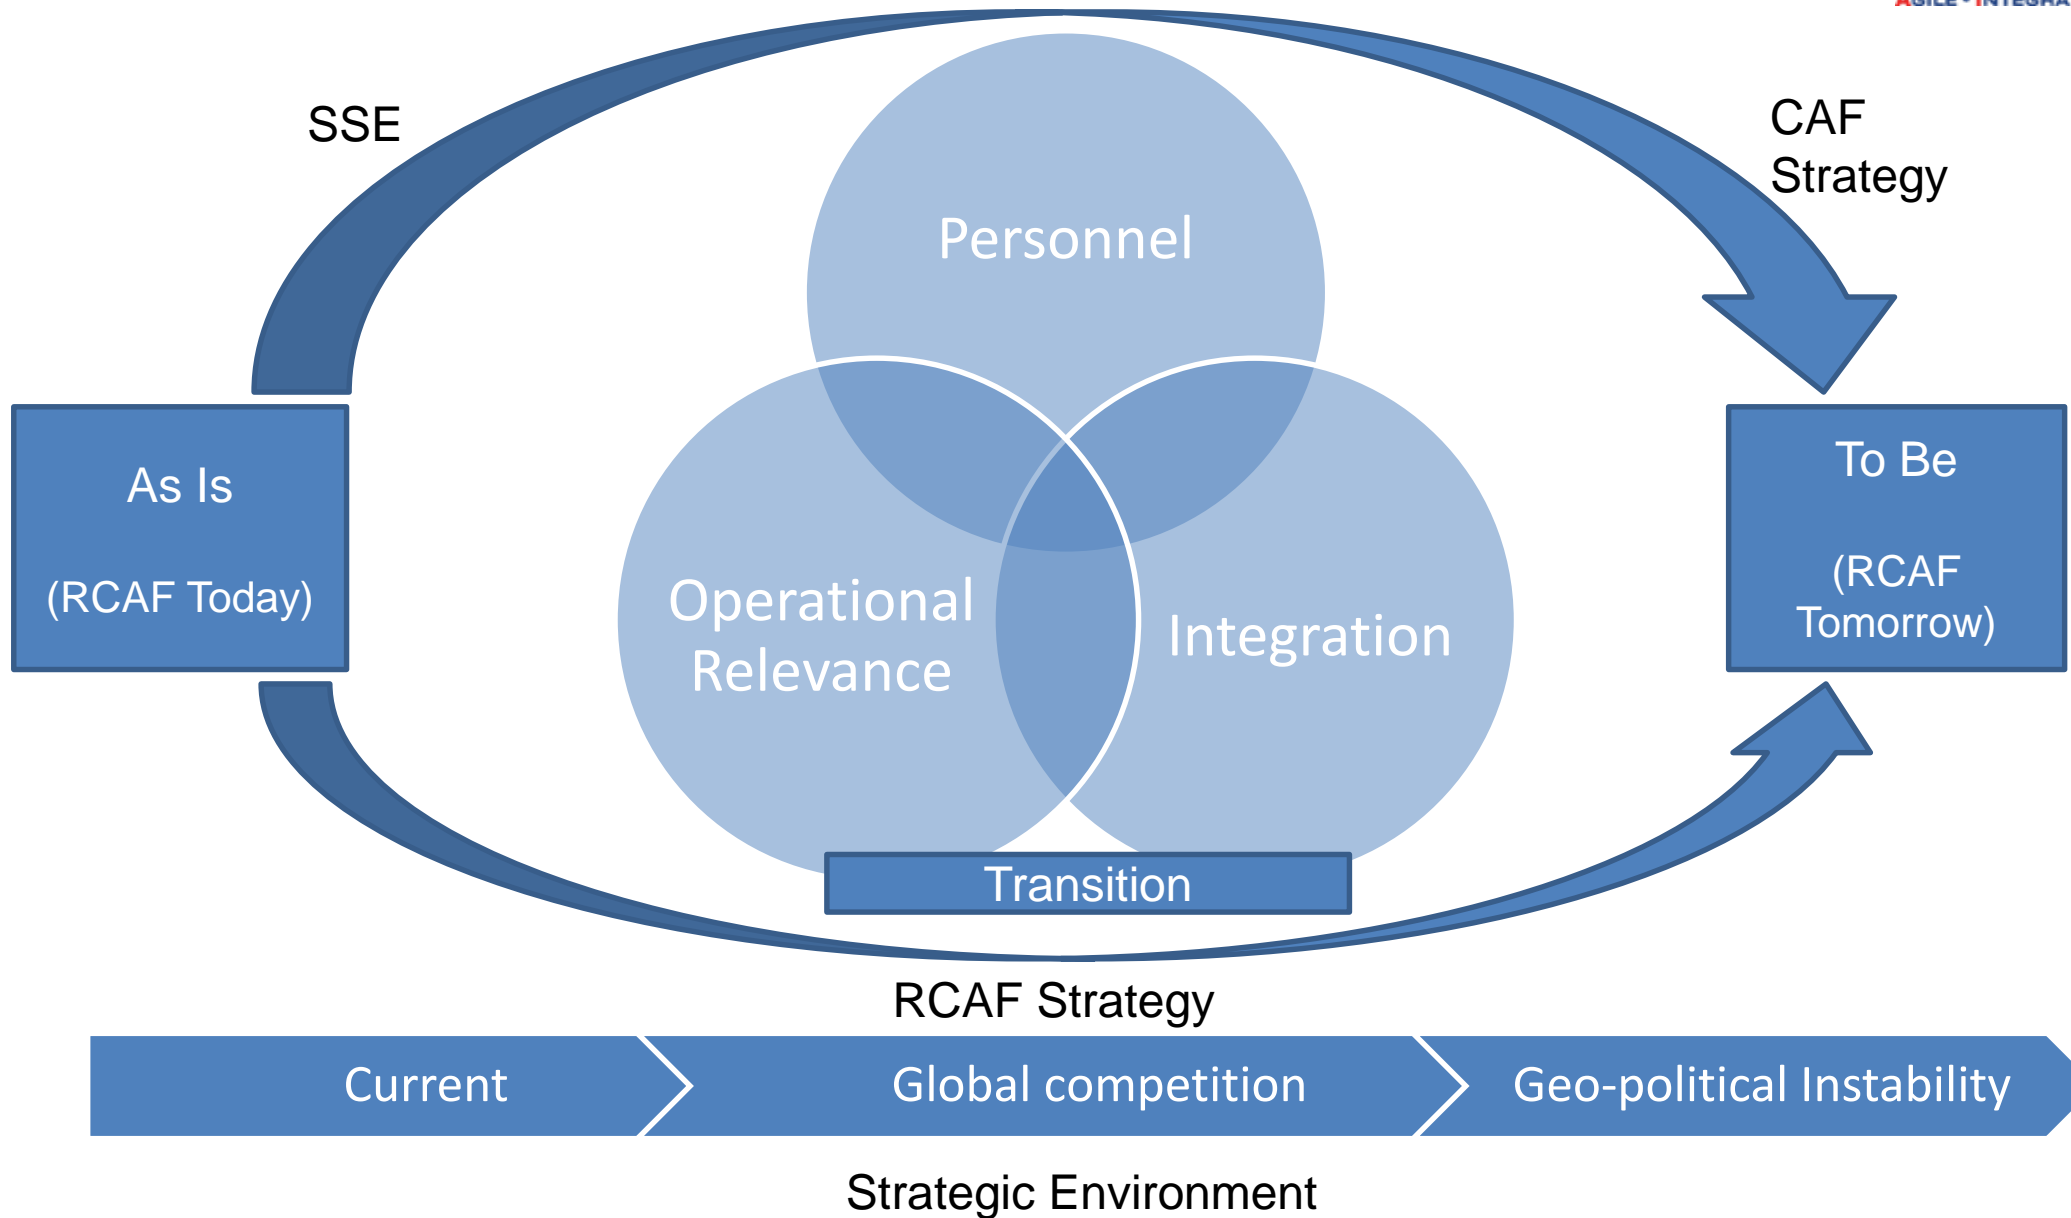 SSE
CAF
Strategy
Personnel
As Is
(RCAF Today)
To Be
(RCAF
Tomorrow)
Operational
Relevance
Integration
Transition
RCAF Strategy
Current
Global competition
Geo-political Instability
Strategic Environment